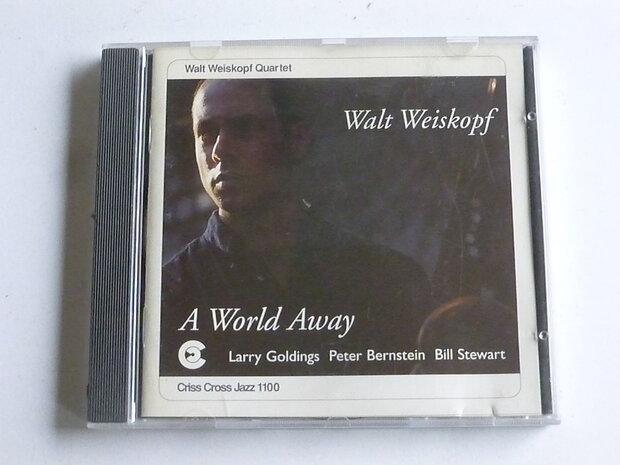 Walt Weiskopf Quartet
Walt Weiskopf
A World Away
Larry Goldings Peter Bernstein Bill Stewart
Criss Cross Jazz 1100